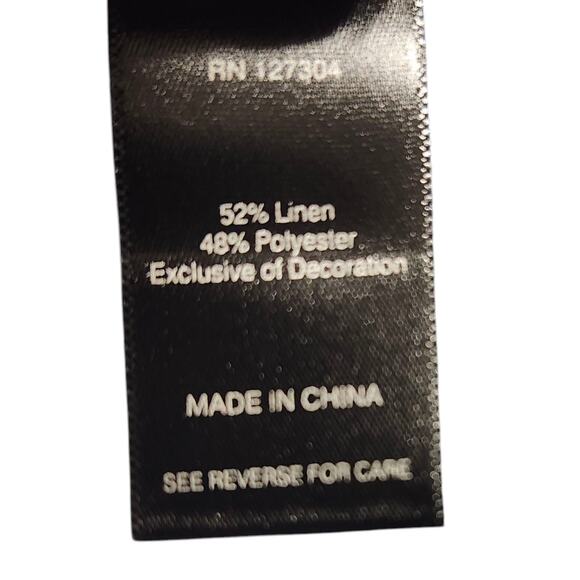 RN 127304
52% Linen
48% Polyester
Exclusive of Decoration
MADE IN CHINA
SEE REVERSE FOR CARE